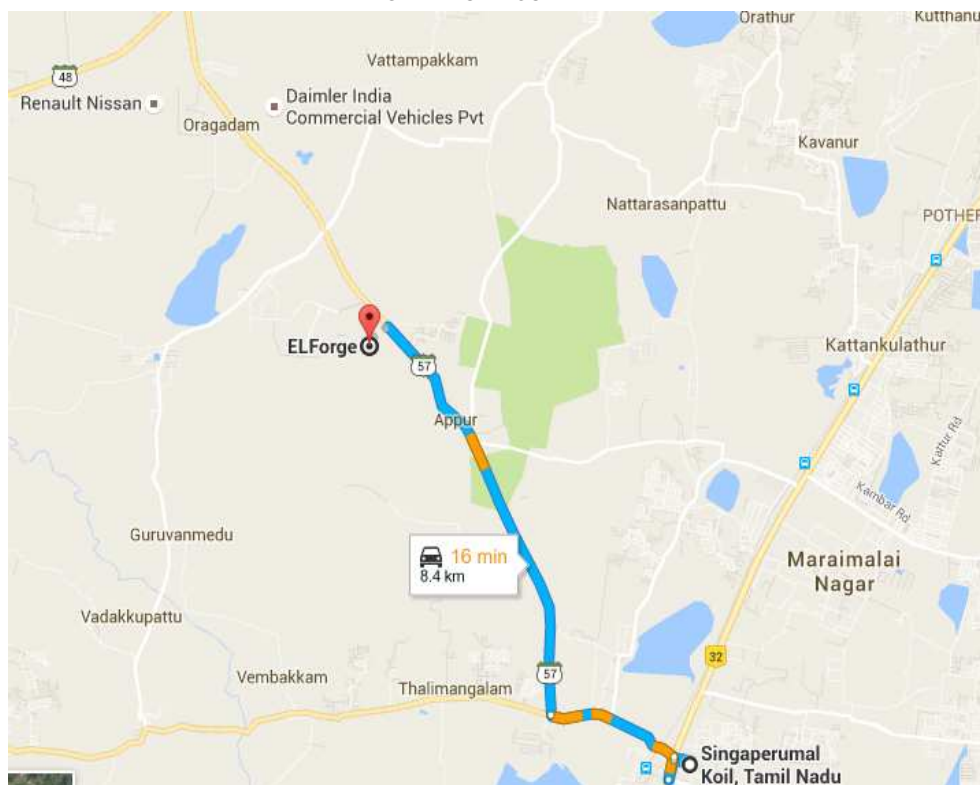 Orathur
Kutthanu
Vattampakkam
48
Renault Nissan
Daimler India
Commercial Vehicles Pvt
Oragadam
Kavanur
Nattarasanpattu
POTHER
ELForge
57
Kattankulathur
Appur
Kattur Rd
Kambar Rd
Guruvanmedu
16 min
8.4 km
Maraimalai
Nagar
Vadakkupattu
32
Vembakkam
57
Thalimangalam
Singaperumal
Koil, Tamil Nadu